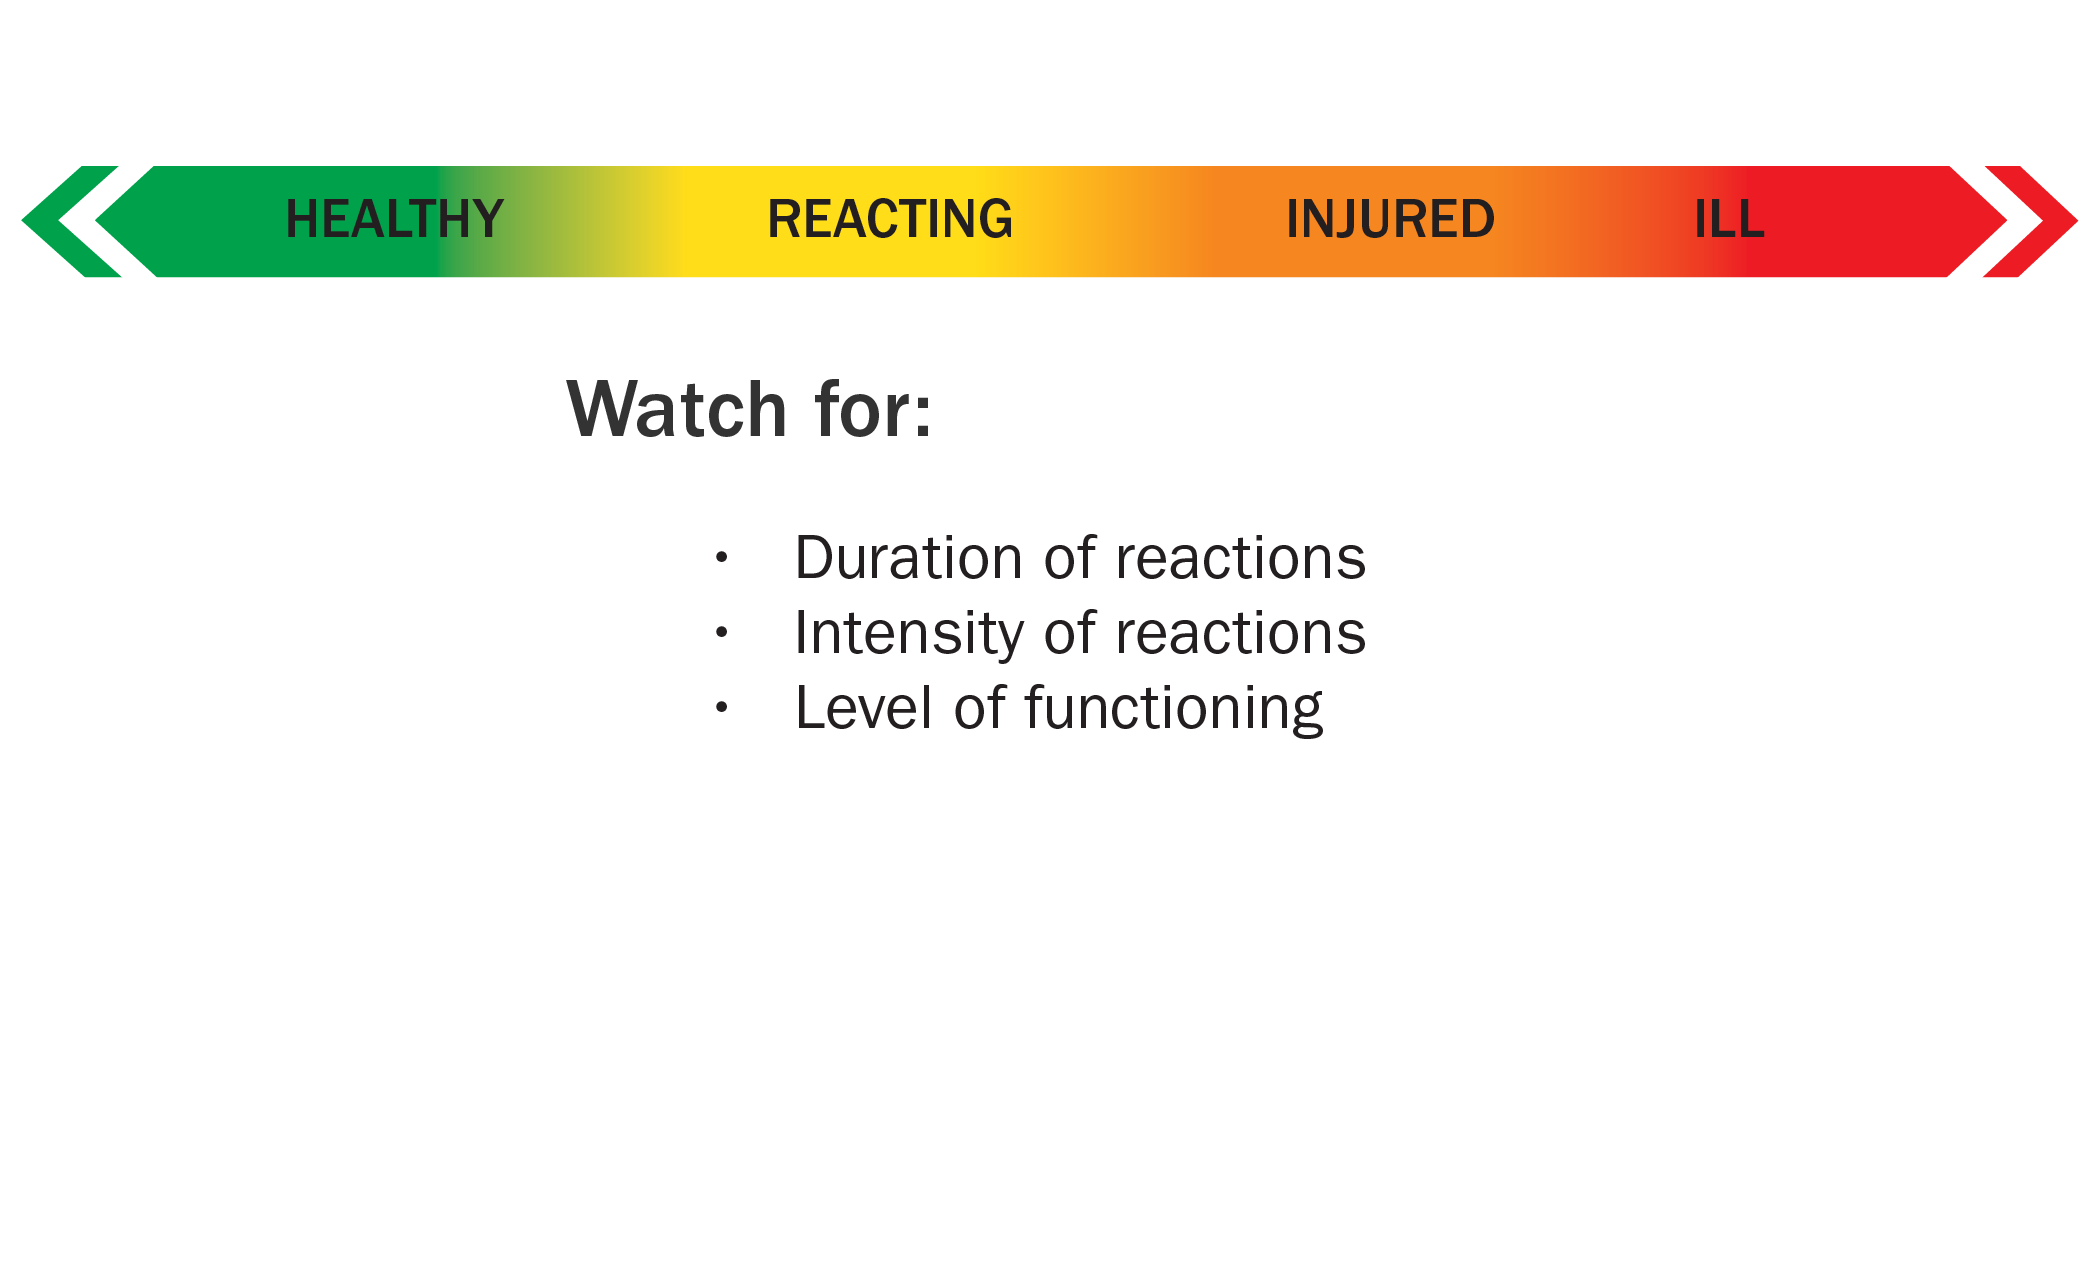 HEALTHY REACTING INJURED ILL
Watch for:
• Duration of reactions
• Intensity of reactions
• Level of functioning